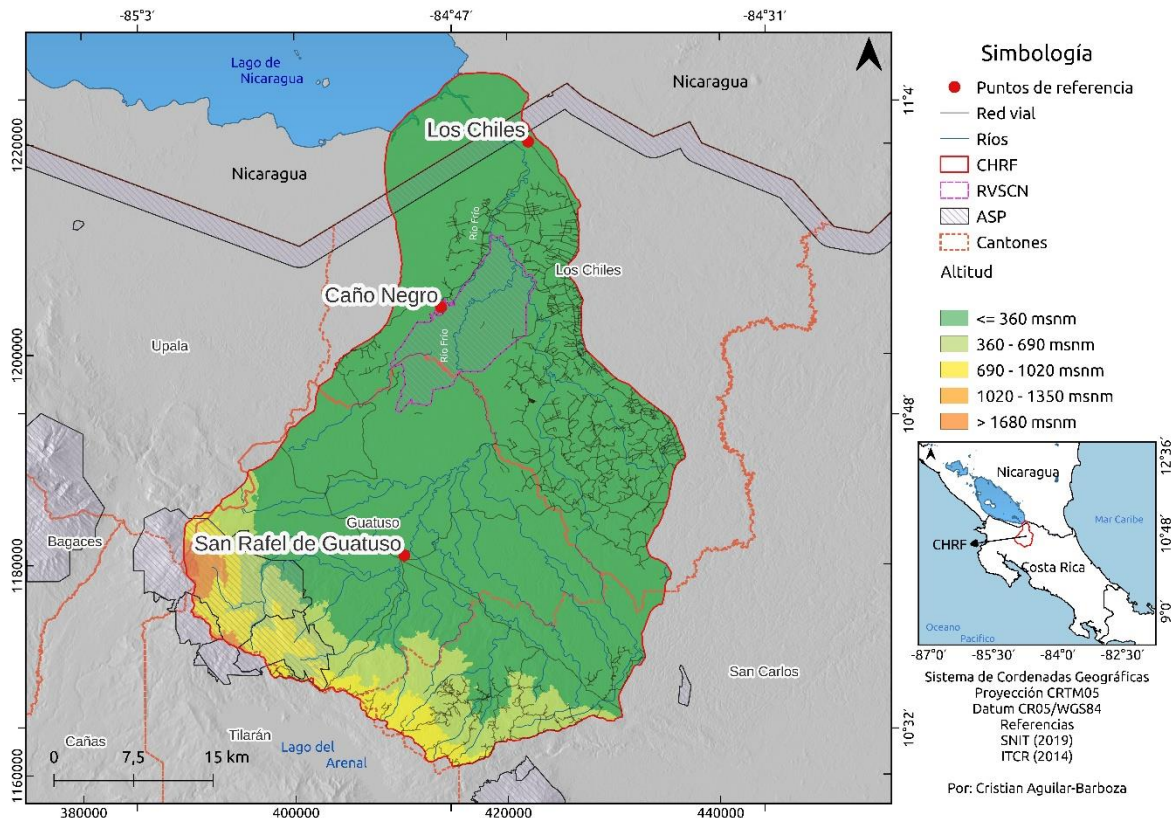 -85°3'
-84°47'
-84°31'
Lago de
Nicaragua
Nicaragua
Nicaragua
Los Chiles
Río Frío
Los Chiles
Caño Negro
Río Frío
Upala
Guatuso
San Rafel de Guatuso
Bagaces
San Carlos
Cañas
Tilarán
Lago del
Arenal
0 7,5 15 km
1220000
1200000
1180000
1160000
380000
400000
420000
440000
11°4'
10°48'
10°32'
Simbología
Puntos de referencia
Red vial
Ríos
CHRF
RVSCN
ASP
Cantones
Altitud
<= 360 msnm
360 - 690 msnm
690 - 1020 msnm
1020 - 1350 msnm
> 1680 msnm
Nicaragua
Mar Caribe
CHRF
Costa Rica
Oceano
Pacifico
12°36'
10°48'
9°0'
-87°0'
-85°30'
-84°0'
-82°30'
Sistema de Cordenadas Geográficas
Proyección CRTM05
Datum CR05/WGS84
Referencias
SNIT (2019)
ITCR (2014)
Por: Cristian Aguilar-Barboza